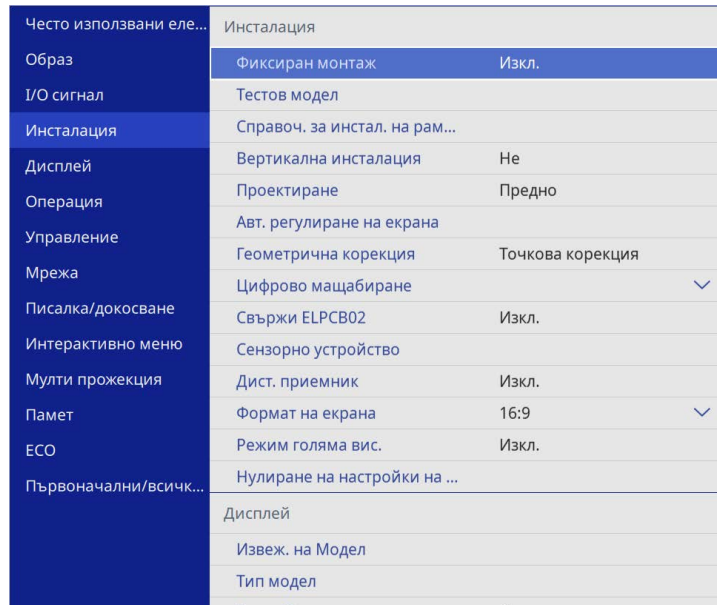 Често използвани еле...
Образ
I/O сигнал
Инсталация
Дисплей
Операция
Управление
Мрежа
Писалка/докосване
Интерактивно меню
Мулти прожекция
Памет
ECO
Първоначални/всичк...
Инсталация
Фиксиран монтаж Изкл.
Тестов модел
Справоч. за инстал. на рам...
Вертикална инсталация Не
Проектиране Предно
Авт. регулиране на екрана
Геометрична корекция Точкова корекция
Цифрово мащабиране
Свържи ELPCB02 Изкл.
Сензорно устройство
Дист. приемник Изкл.
Формат на екрана 16:9
Режим голяма вис. Изкл.
Нулиране на настройки на ...
Дисплей
Извеж. на Модел
Тип модел